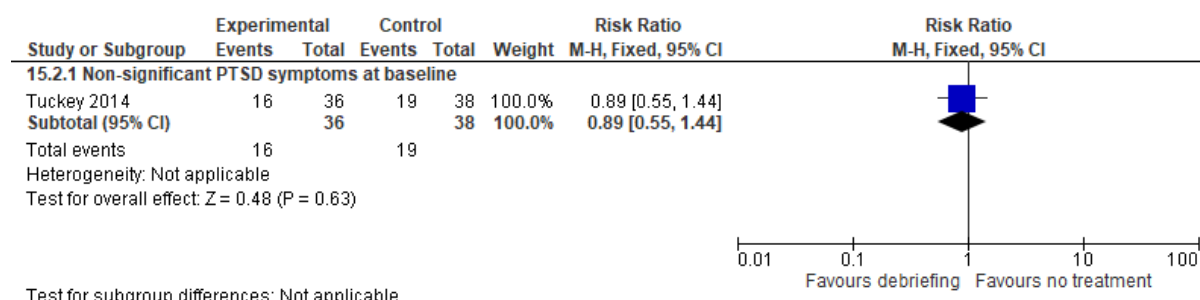 Experimental Control Risk Ratio Risk Ratio
Study or Subgroup Events Total Events Total Weight M-H, Fixed, 95% CI M-H, Fixed, 95% CI
15.2.1 Non-significant PTSD symptoms at baseline
Tuckey 2014 16 36 19 38 100.0% 0.89 [0.55, 1.44]
Subtotal (95% CI) 36 38 100.0% 0.89 [0.55, 1.44]
Total events 16 19
Heterogeneity: Not applicable
Test for overall effect: Z = 0.48 (P = 0.63)
0.01 0.1 1 10 100
Favours debriefing Favours no treatment
Test for subgroup differences: Not applicable